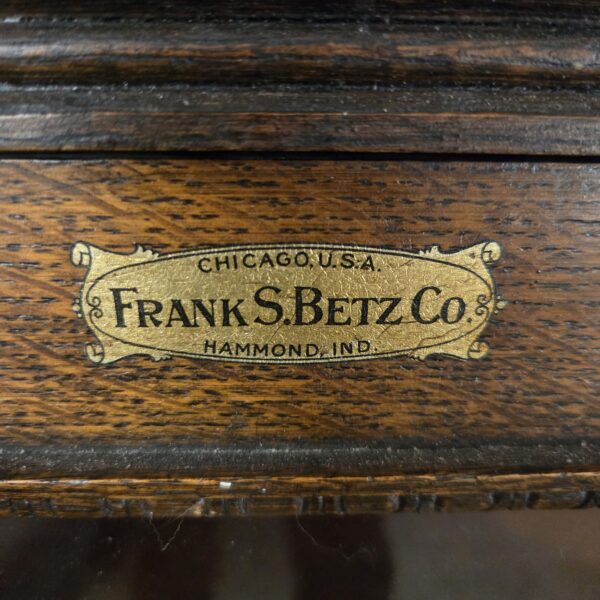 CHICAGO, U.S.A.
FRANK S. BETZ CO.
HAMMOND, IND.